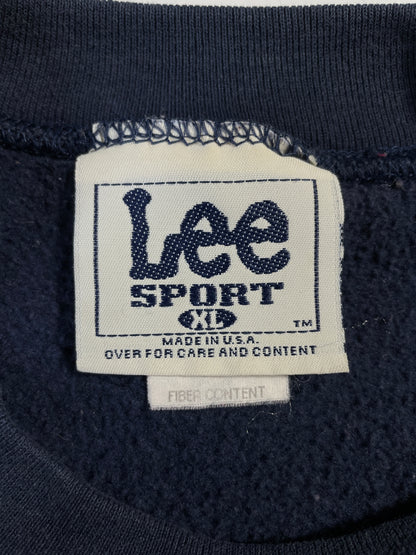 Lee
SPORT
XL
TM
MADE IN U.S.A.
OVER FOR CARE AND CONTENT
FIBER CONTENT